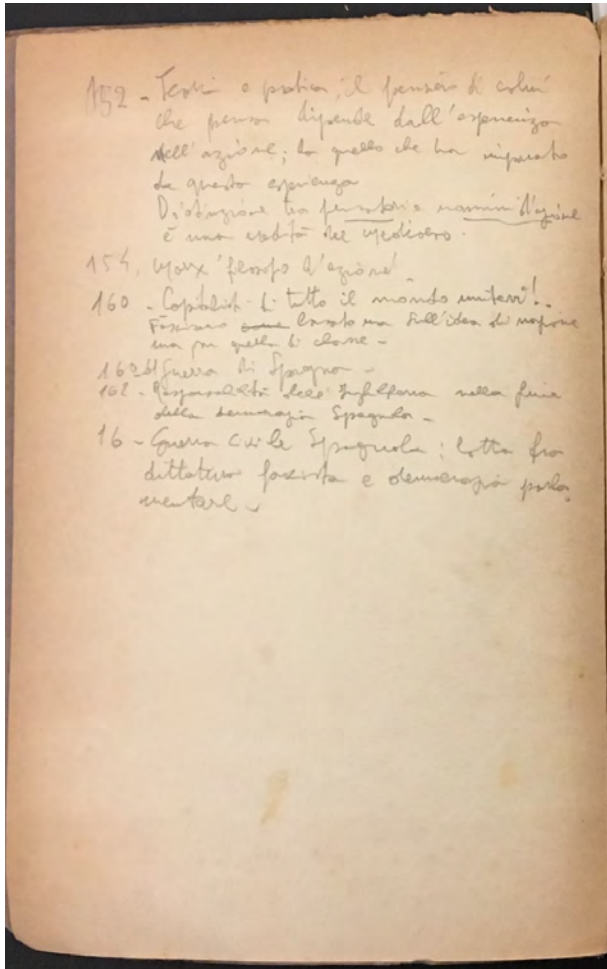 152 - Teoria e pratica; il pensiero di colui
che pensa dipende dall'esperienza
dell'azione; da quello che ha imparato
da questa esperienza
Distinzione tra pensatori e uomini d'azione
è una eredità del Medioevo.
154. Marx 'filosofo d'azione'
160 - Capitalisti di tutto il mondo unitevi!
Fascismo basato non sull'idea di nazione
ma su quella di classe -
Guerra di Spagna -
162 - Responsabilità dell'Inghilterra nella fine
della democrazia Spagnola -
16 - Guerra Civile Spagnola: lotta fra
dittatura fascista e democrazia parla
mentare